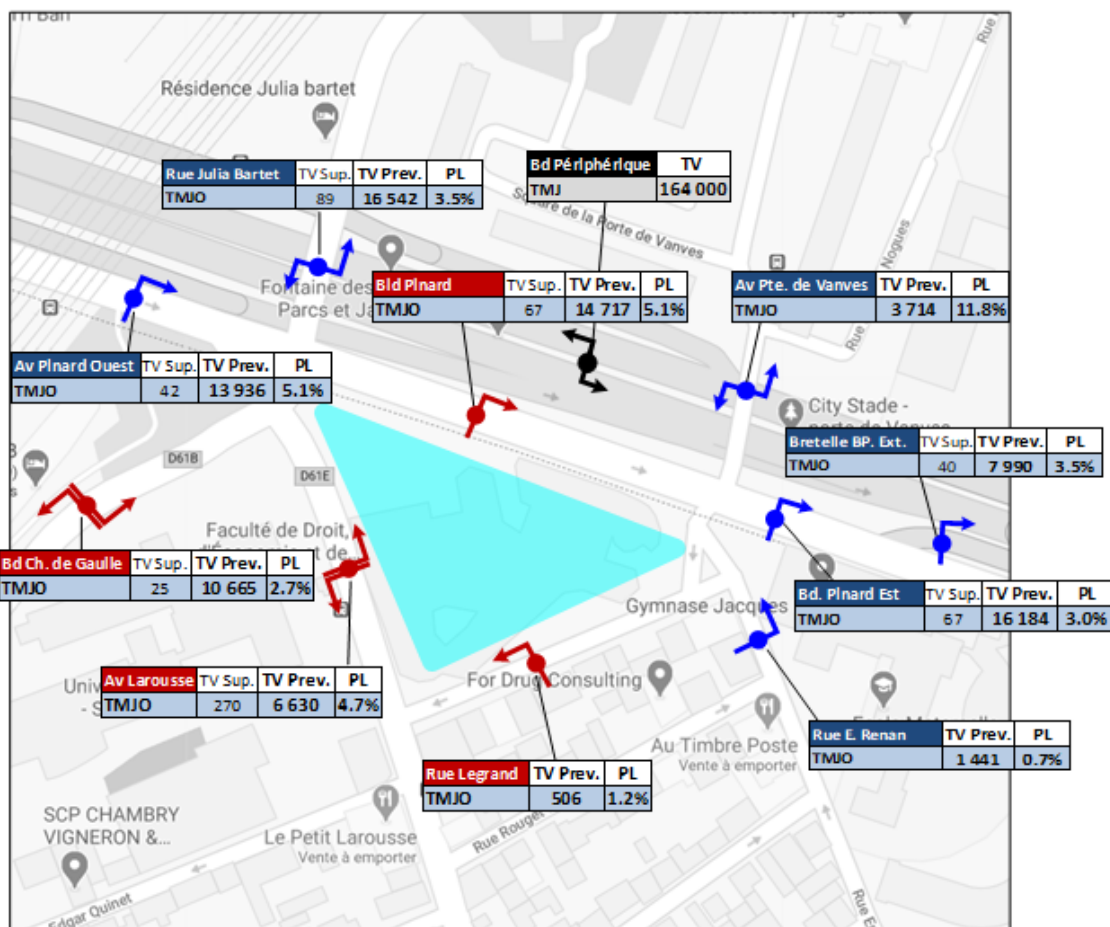 Résidence Julia bartet
Rue Julia Bartet TV Sup. TV Prev. PL
TMJO 89 16 542 3.5%
Bd Périphérique TV
TMJ 164 000
Square de la Porte de Vanves
Rue
Nogues
Fontaine des
Parcs et Ja
Bld Pinard TV Sup. TV Prev. PL
TMJO 67 14 717 5.1%
Av Pte. de Vanves TV Prev. PL
TMJO 3 714 11.8%
Av Pinard Ouest TV Sup. TV Prev. PL
TMJO 42 13 936 5.1%
City Stade -
porte de Vanves
Bretelle BP. Ext. TV Sup. TV Prev. PL
TMJO 40 7 990 3.5%
D61B
D61E
Faculté de Droit,
d'Économie et de...
Bd Ch. de Gaulle TV Sup. TV Prev. PL
TMJO 25 10 665 2.7%
Bd. Pinard Est TV Sup. TV Prev. PL
TMJO 67 16 184 3.0%
Gymnase Jacques
Av Larousse TV Sup. TV Prev. PL
TMJO 270 6 630 4.7%
Univ
- S
For Drug Consulting
Rue E. Renan TV Prev. PL
TMJO 1 441 0.7%
Au Timbre Poste
Vente à emporter
Rue Legrand TV Prev. PL
TMJO 506 1.2%
SCP CHAMBRY
VIGNERON &...
Le Petit Larousse
Vente à emporter
Rue Rouget
Edgar Quinet
Rue E